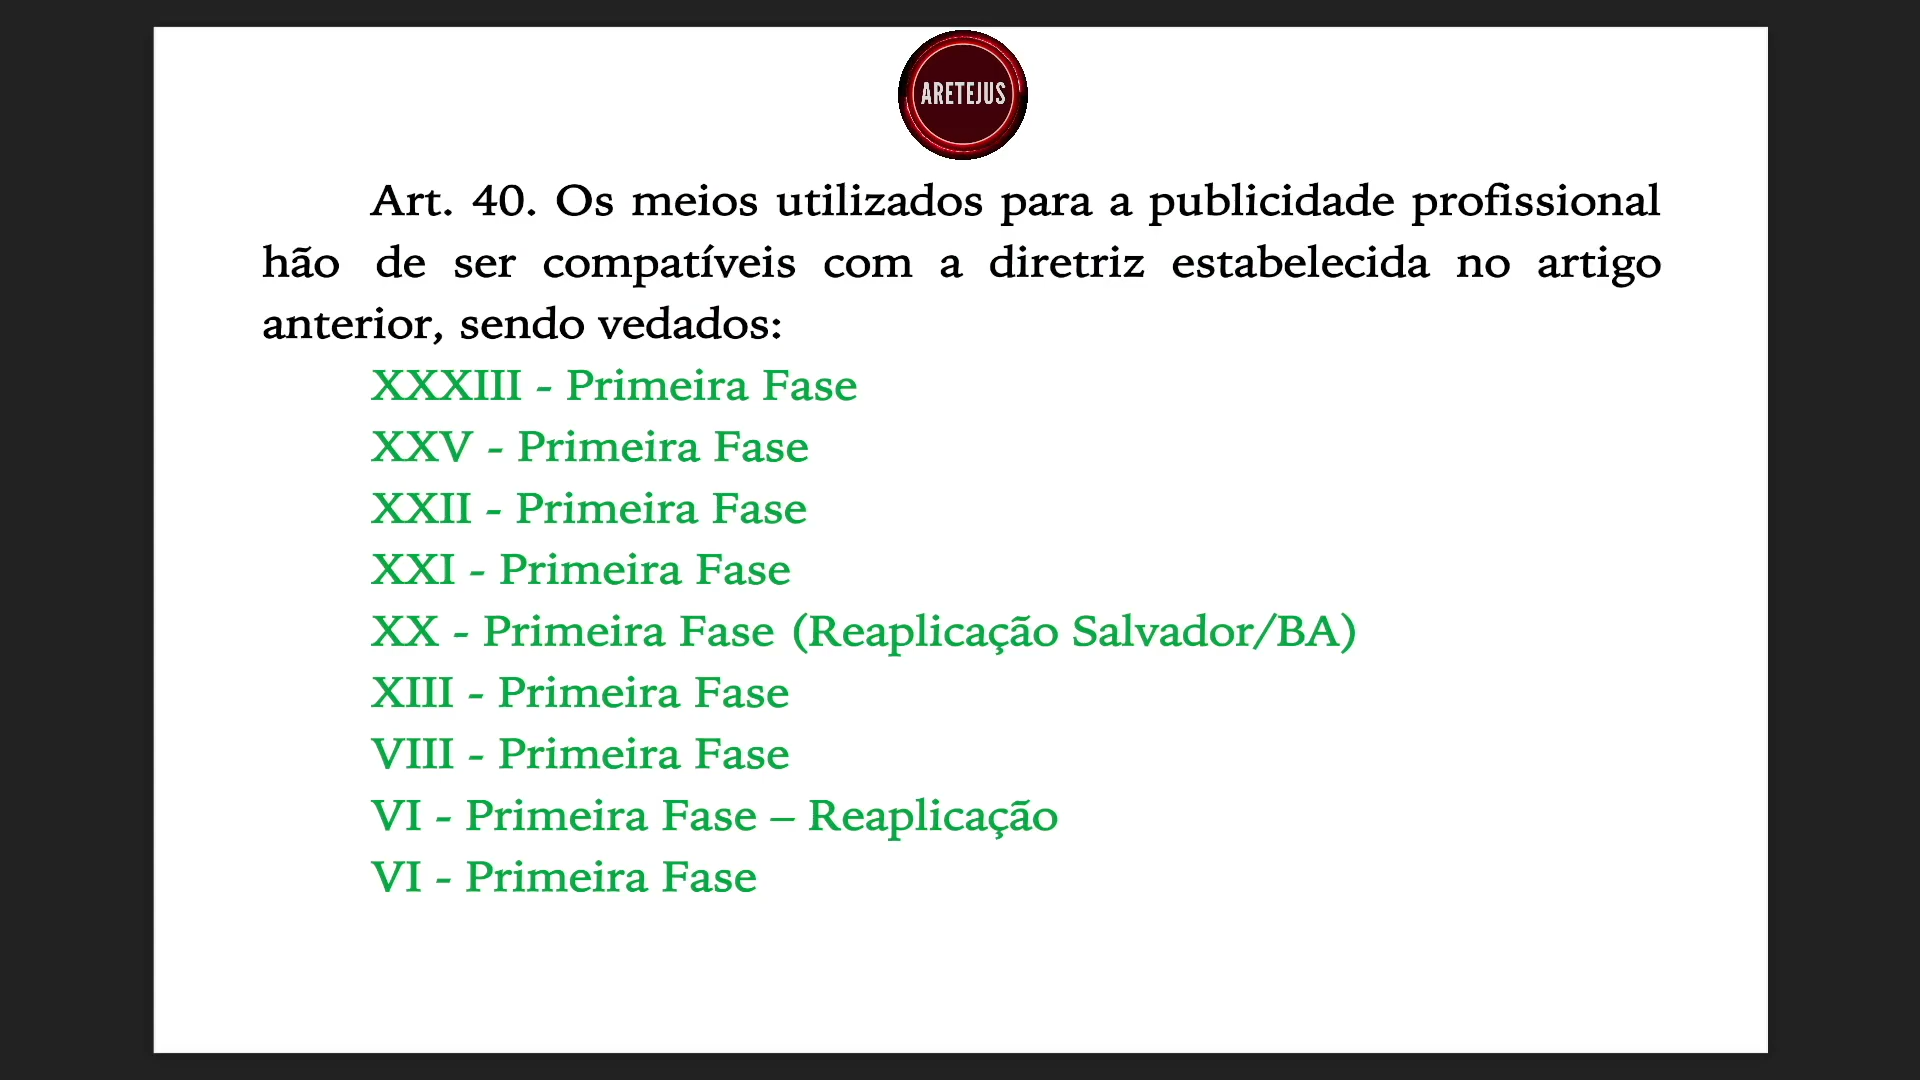 ARETEJUS
Art. 40. Os meios utilizados para a publicidade profissional
hão de ser compatíveis com a diretriz estabelecida no artigo
anterior, sendo vedados:
XXXIII - Primeira Fase
XXV - Primeira Fase
XXII - Primeira Fase
XXI - Primeira Fase
XX - Primeira Fase (Reaplicação Salvador/BA)
XIII - Primeira Fase
VIII - Primeira Fase
VI - Primeira Fase – Reaplicação
VI - Primeira Fase